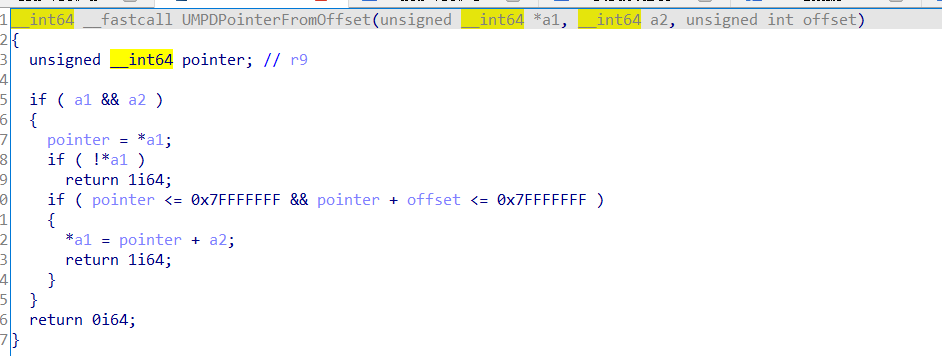 1 __int64 __fastcall UMPDPointerFromOffset(unsigned __int64 *a1, __int64 a2, unsigned int offset)
2 {
3 unsigned __int64 pointer; // r9
4
5 if ( a1 && a2 )
6 {
7 pointer = *a1;
8 if ( !*a1 )
9 return 1i64;
0 if ( pointer <= 0x7FFFFFFF && pointer + offset <= 0x7FFFFFFF )
1 {
2 *a1 = pointer + a2;
3 return 1i64;
4 }
5 }
6 return 0i64;
7 }